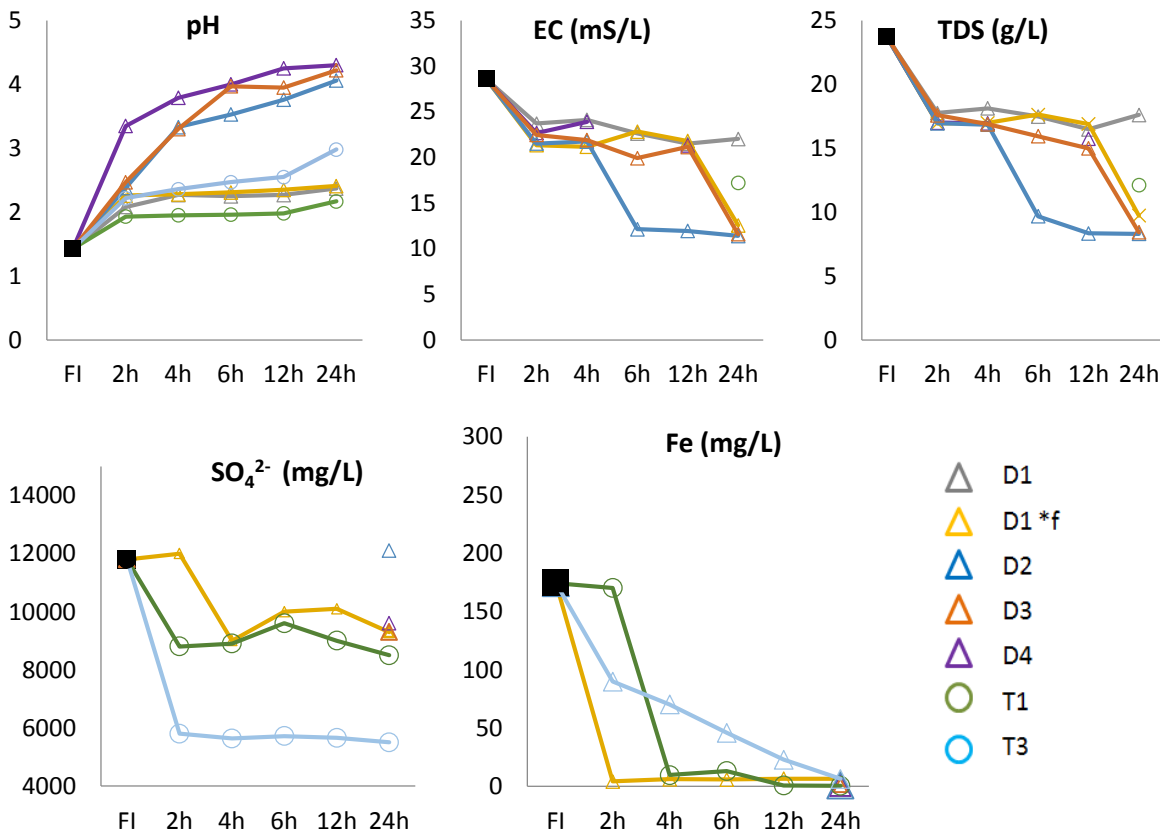 pH
5
4
3
2
1
0
FI 2h 4h 6h 12h 24h
EC (mS/L)
35
30
25
20
15
10
5
0
FI 2h 4h 6h 12h 24h
TDS (g/L)
25
20
15
10
5
0
FI 2h 4h 6h 12h 24h
SO₄²⁻ (mg/L)
14000
12000
10000
8000
6000
4000
FI 2h 4h 6h 12h 24h
Fe (mg/L)
300
250
200
150
100
50
0
FI 2h 4h 6h 12h 24h
D1
D1 *f
D2
D3
D4
T1
T3